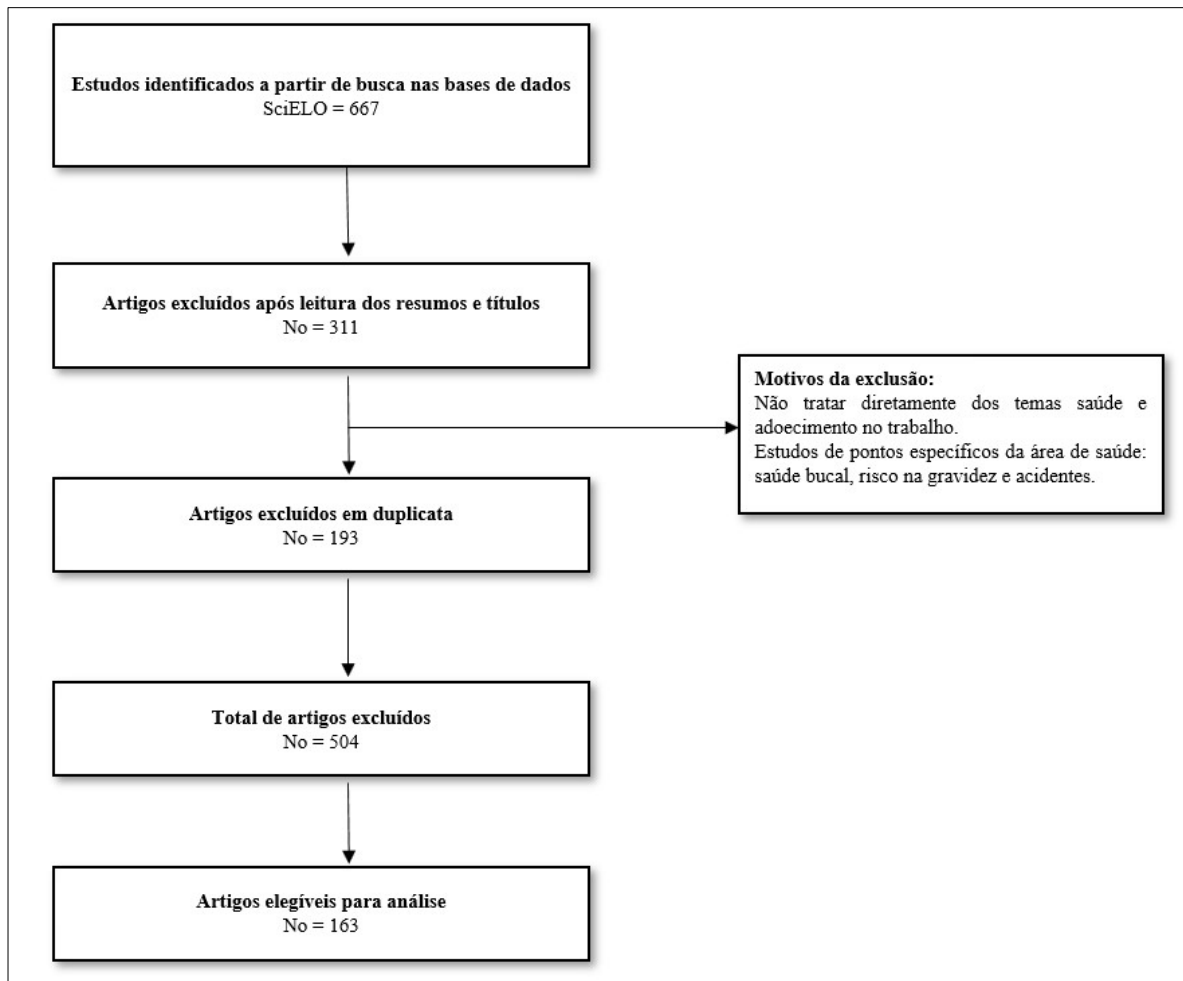 Estudos identificados a partir de busca nas bases de dados
SciELO = 667
Artigos excluídos após leitura dos resumos e títulos
No = 311
Motivos da exclusão:
Não tratar diretamente dos temas saúde e
adoecimento no trabalho.
Estudos de pontos específicos da área de saúde:
saúde bucal, risco na gravidez e acidentes.
Artigos excluídos em duplicata
No = 193
Total de artigos excluídos
No = 504
Artigos elegíveis para análise
No = 163